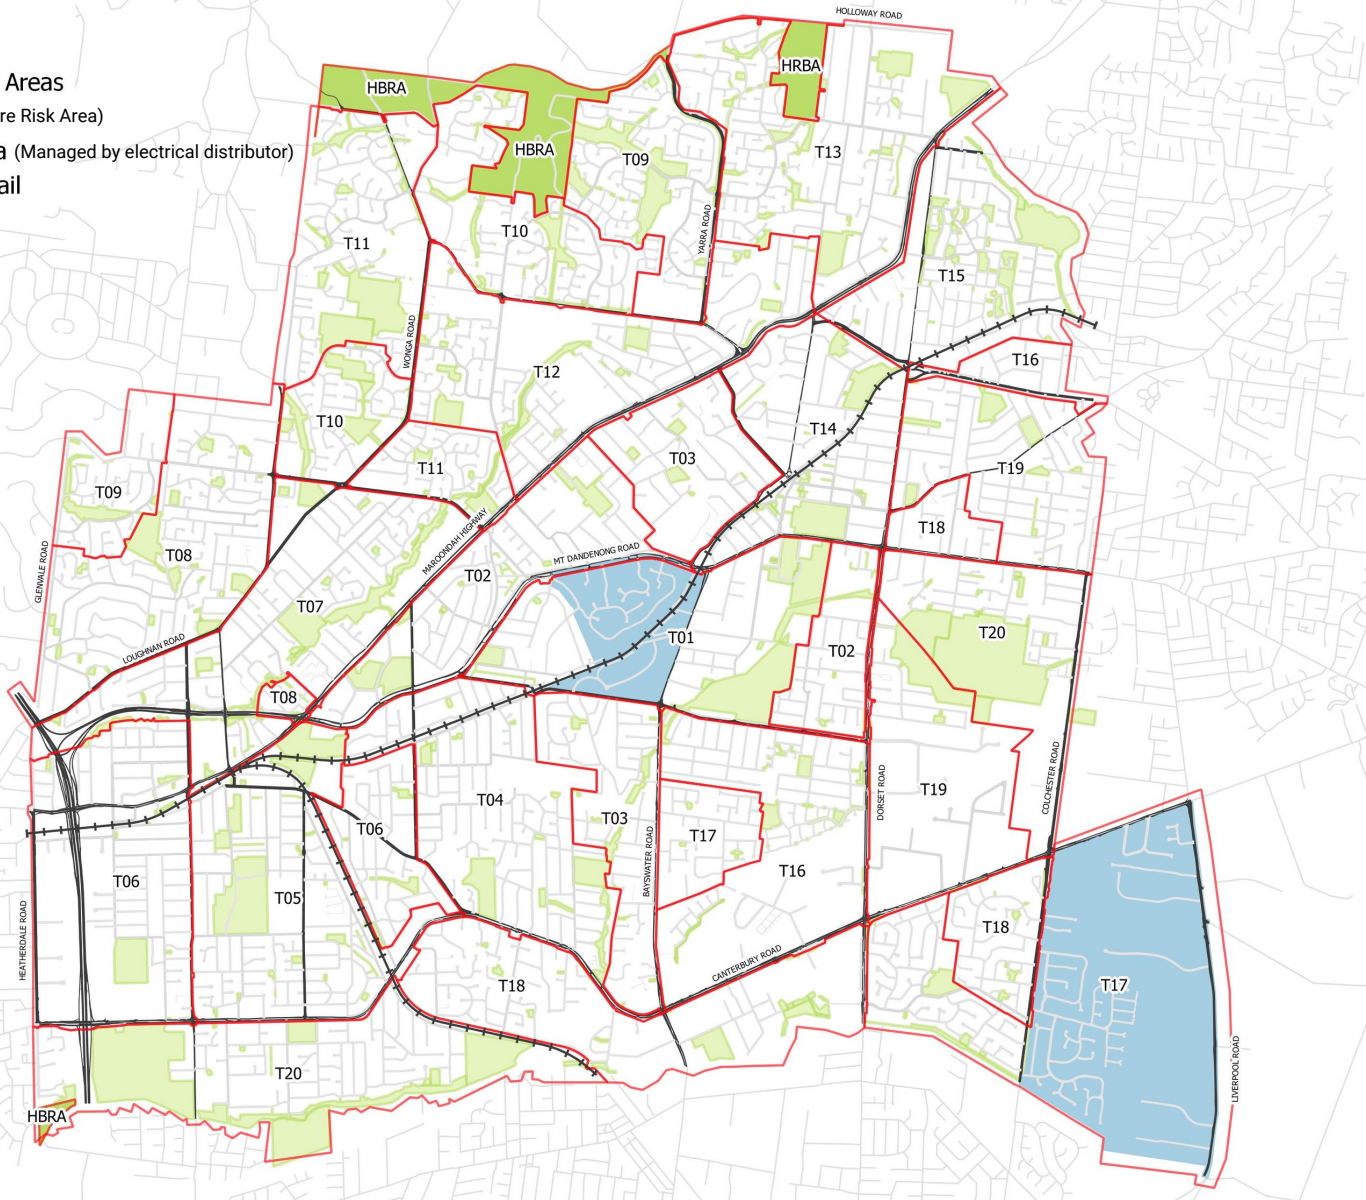 HOLLOWAY ROAD
Areas
re Risk Area)
a (Managed by electrical distributor)
ail
HBRA
HRBA
HBRA
T09
T13
YARRA ROAD
T11
T10
T15
WONGA ROAD
T16
T12
T10
T14
T03
T11
T19
T09
MAROONDAH HIGHWAY
T18
T08
MT DANDENONG ROAD
GLENVALE ROAD
T02
T07
T01
T20
LOUGHNAN ROAD
T02
T08
COLCHESTER ROAD
DORSET ROAD
T04
T19
T03
T06
T17
BAYSWATER ROAD
T16
T06
T05
HEATHERDALE ROAD
T18
CANTERBURY ROAD
T18
T17
LIVERPOOL ROAD
T20
HBRA